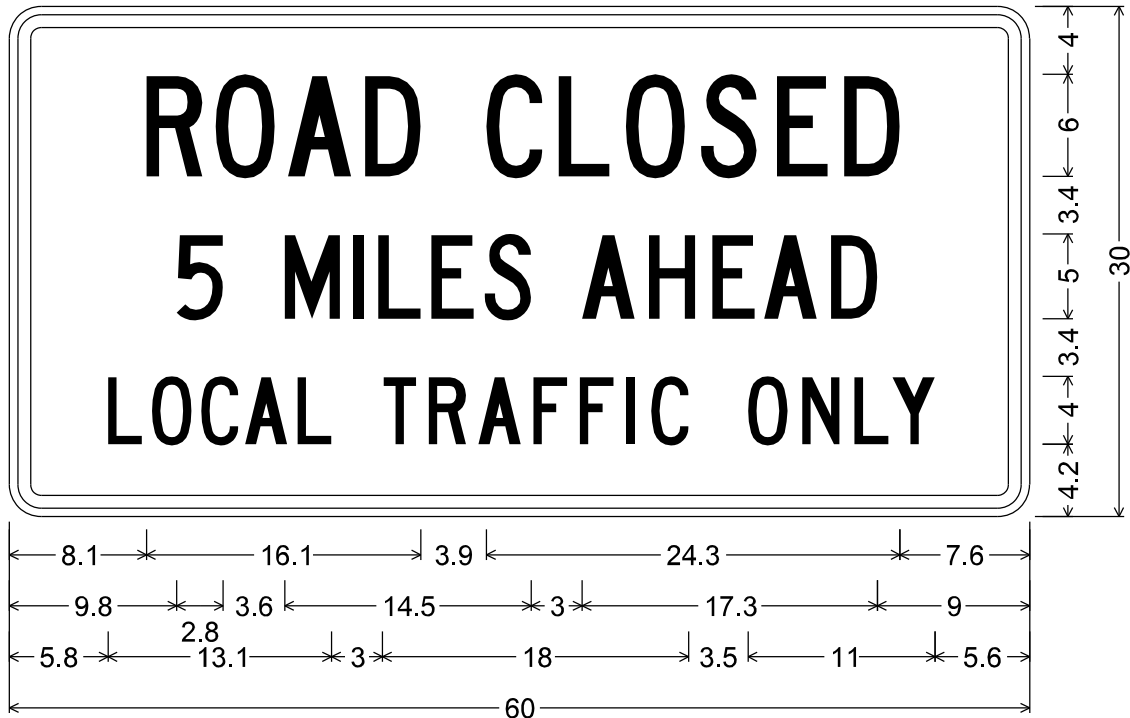 ROAD CLOSED
5 MILES AHEAD
LOCAL TRAFFIC ONLY
4
6
3.4
5
3.4
4
4.2
30
8.1 16.1 3.9 24.3 7.6
9.8 2.8 3.6 14.5 3 17.3 9
5.8 13.1 3 18 3.5 11 5.6
60